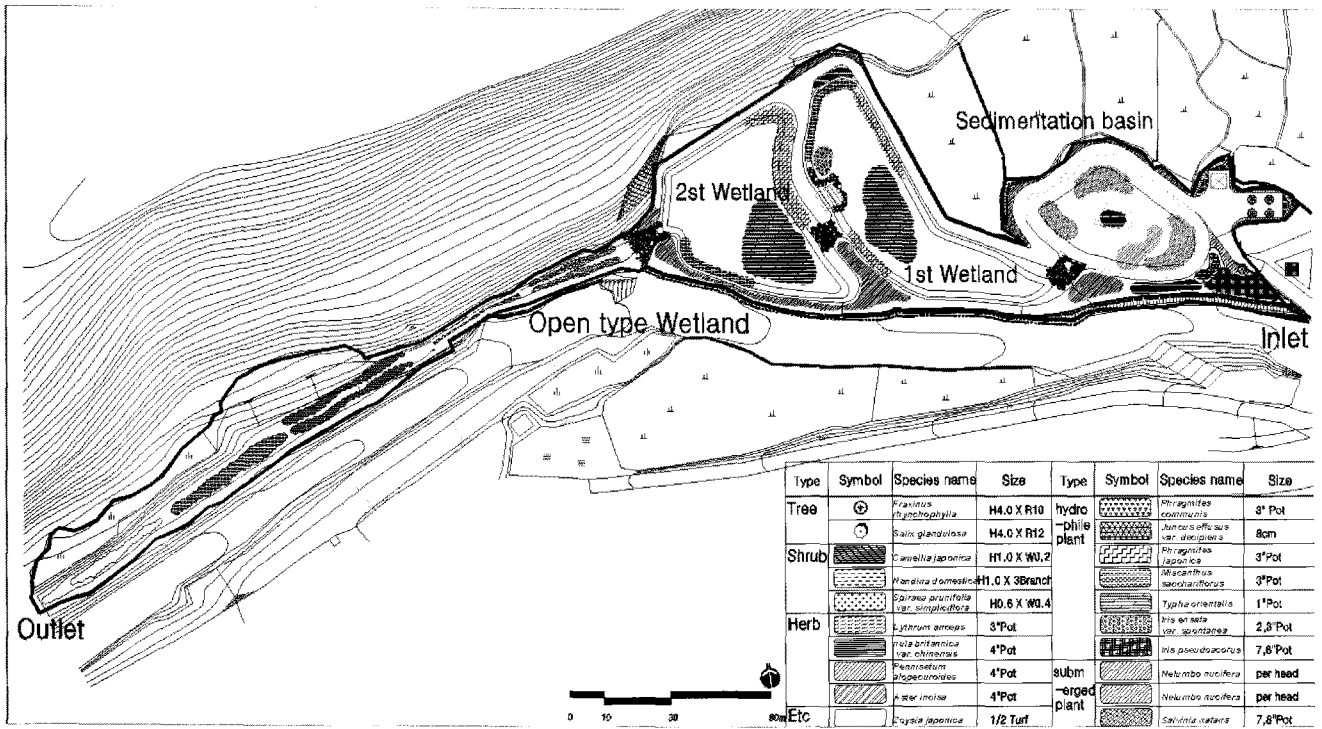 Sedimentation basin
2st Wetland
1st Wetland
Open type Wetland
Inlet
Outlet
0 10 30
Type Symbol Species name Size Type Symbol Species name Size
Tree Fraxinus rhynchophylla H4.0 X R10 hydro -phile plant Phragmites communis 8" Pot
Salix glandulosa H4.0 X R12 Juncus effusus var. decipiens 8cm
Shrub Camellia japonica H1.0 X W0.2 Phragmites japonica 3"Pot
Nandina domestica H1.0 X 3Branch Miscanthus sacchariflorus 3"Pot
Spiraea prunifolia var. simpliciflora H0.6 X W0.4 Typha orientalis 1"Pot
Herb Lythrum anceps 3"Pot Iris ensata var. spontanea 2,3"Pot
nula britannica var. chinensis 4"Pot Iris pseudoacorus 7,8"Pot
Pennisetum alopecuroides 4"Pot subm -erged plant Nelumbo nucifera per head
4"Pot Nelumbo nucifera per head
Etc Zoysia japonica 1/2 Turf Salvinia natans 7,8"Pot